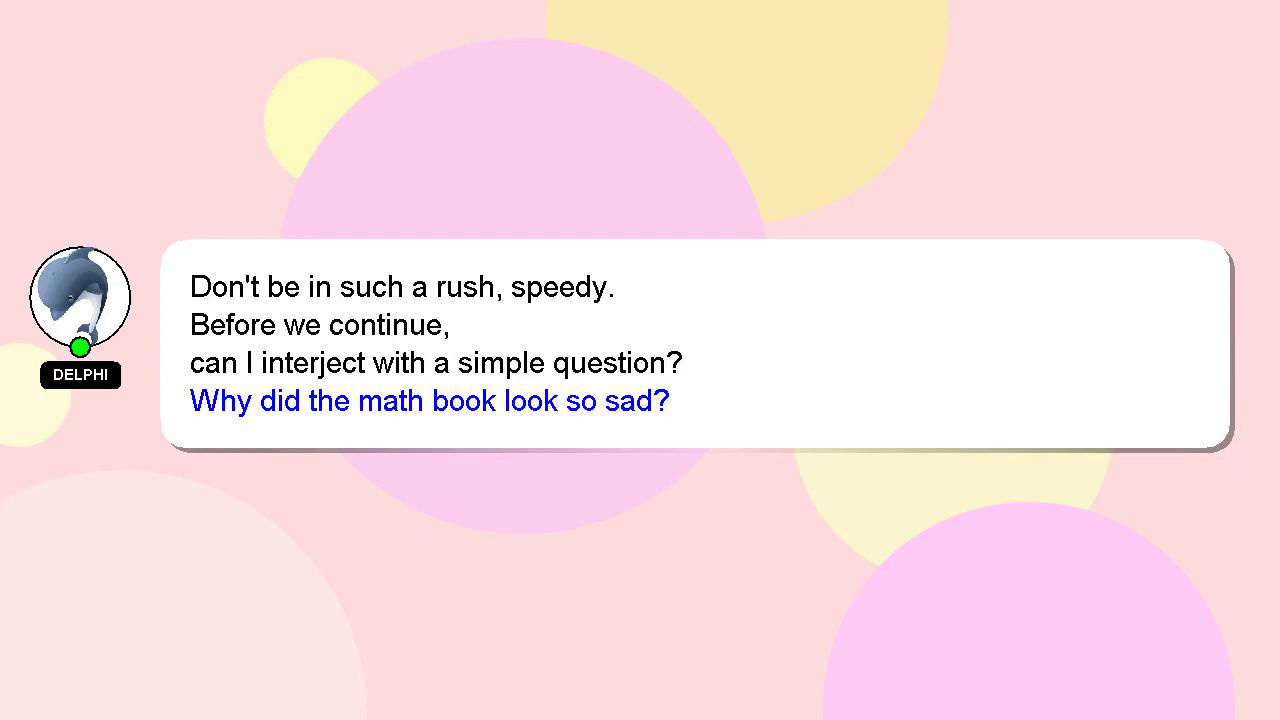 Don't be in such a rush, speedy.
Before we continue,
can I interject with a simple question?
Why did the math book look so sad?
DELPHI